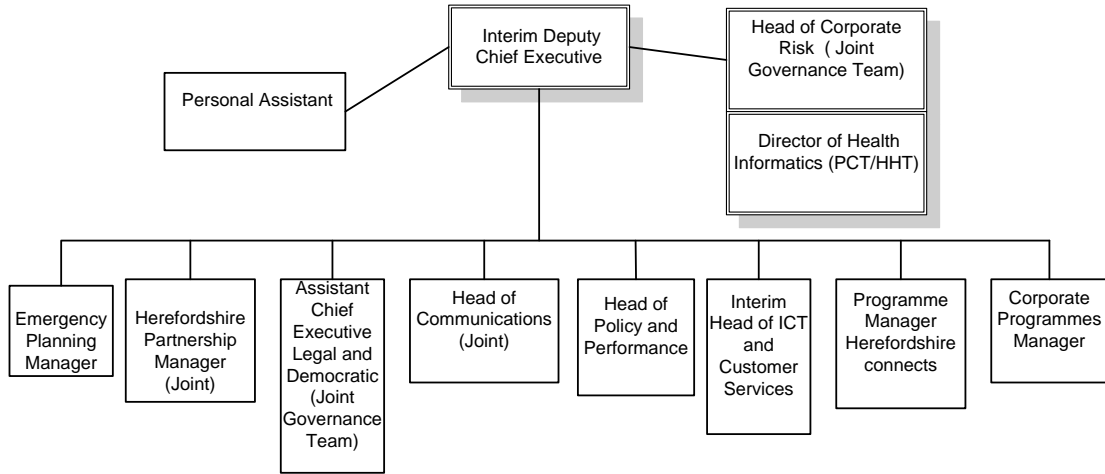 Interim Deputy
Chief Executive
Head of Corporate
Risk ( Joint
Governance Team)
Personal Assistant
Director of Health
Informatics (PCT/HHT)
Emergency
Planning
Manager
Herefordshire
Partnership
Manager
(Joint)
Assistant
Chief
Executive
Legal and
Democratic
(Joint
Governance
Team)
Head of
Communications
(Joint)
Head of
Policy and
Performance
Interim
Head of ICT
and
Customer
Services
Programme
Manager
Herefordshire
connects
Corporate
Programmes
Manager